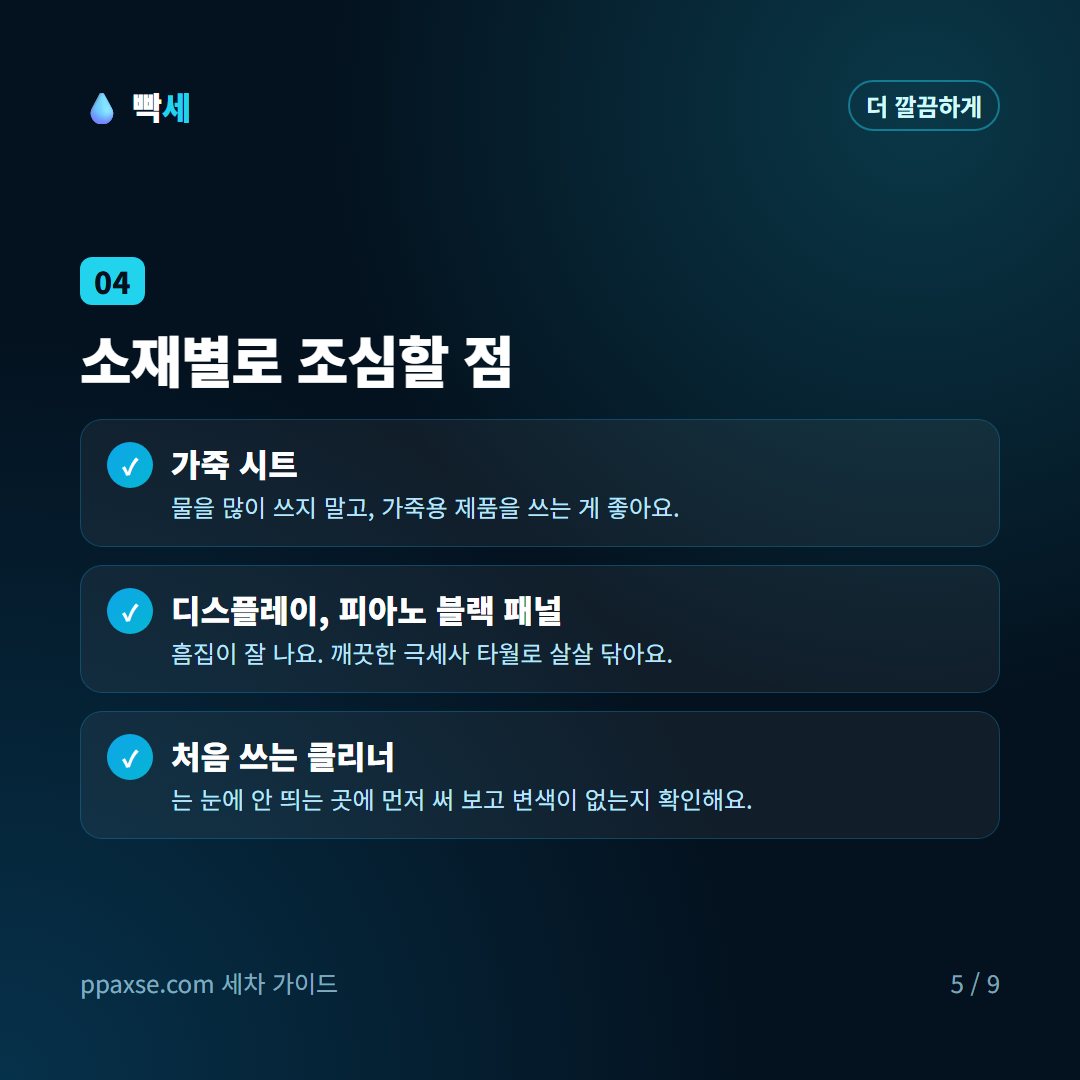 빡세
더 깔끔하게
04
소재별로 조심할 점
가죽 시트
물을 많이 쓰지 말고, 가죽용 제품을 쓰는 게 좋아요.
디스플레이, 피아노 블랙 패널
흠집이 잘 나요. 깨끗한 극세사 타월로 살살 닦아요.
처음 쓰는 클리너
는 눈에 안 띄는 곳에 먼저 써 보고 변색이 없는지 확인해요.
ppaxse.com 세차 가이드
5 / 9